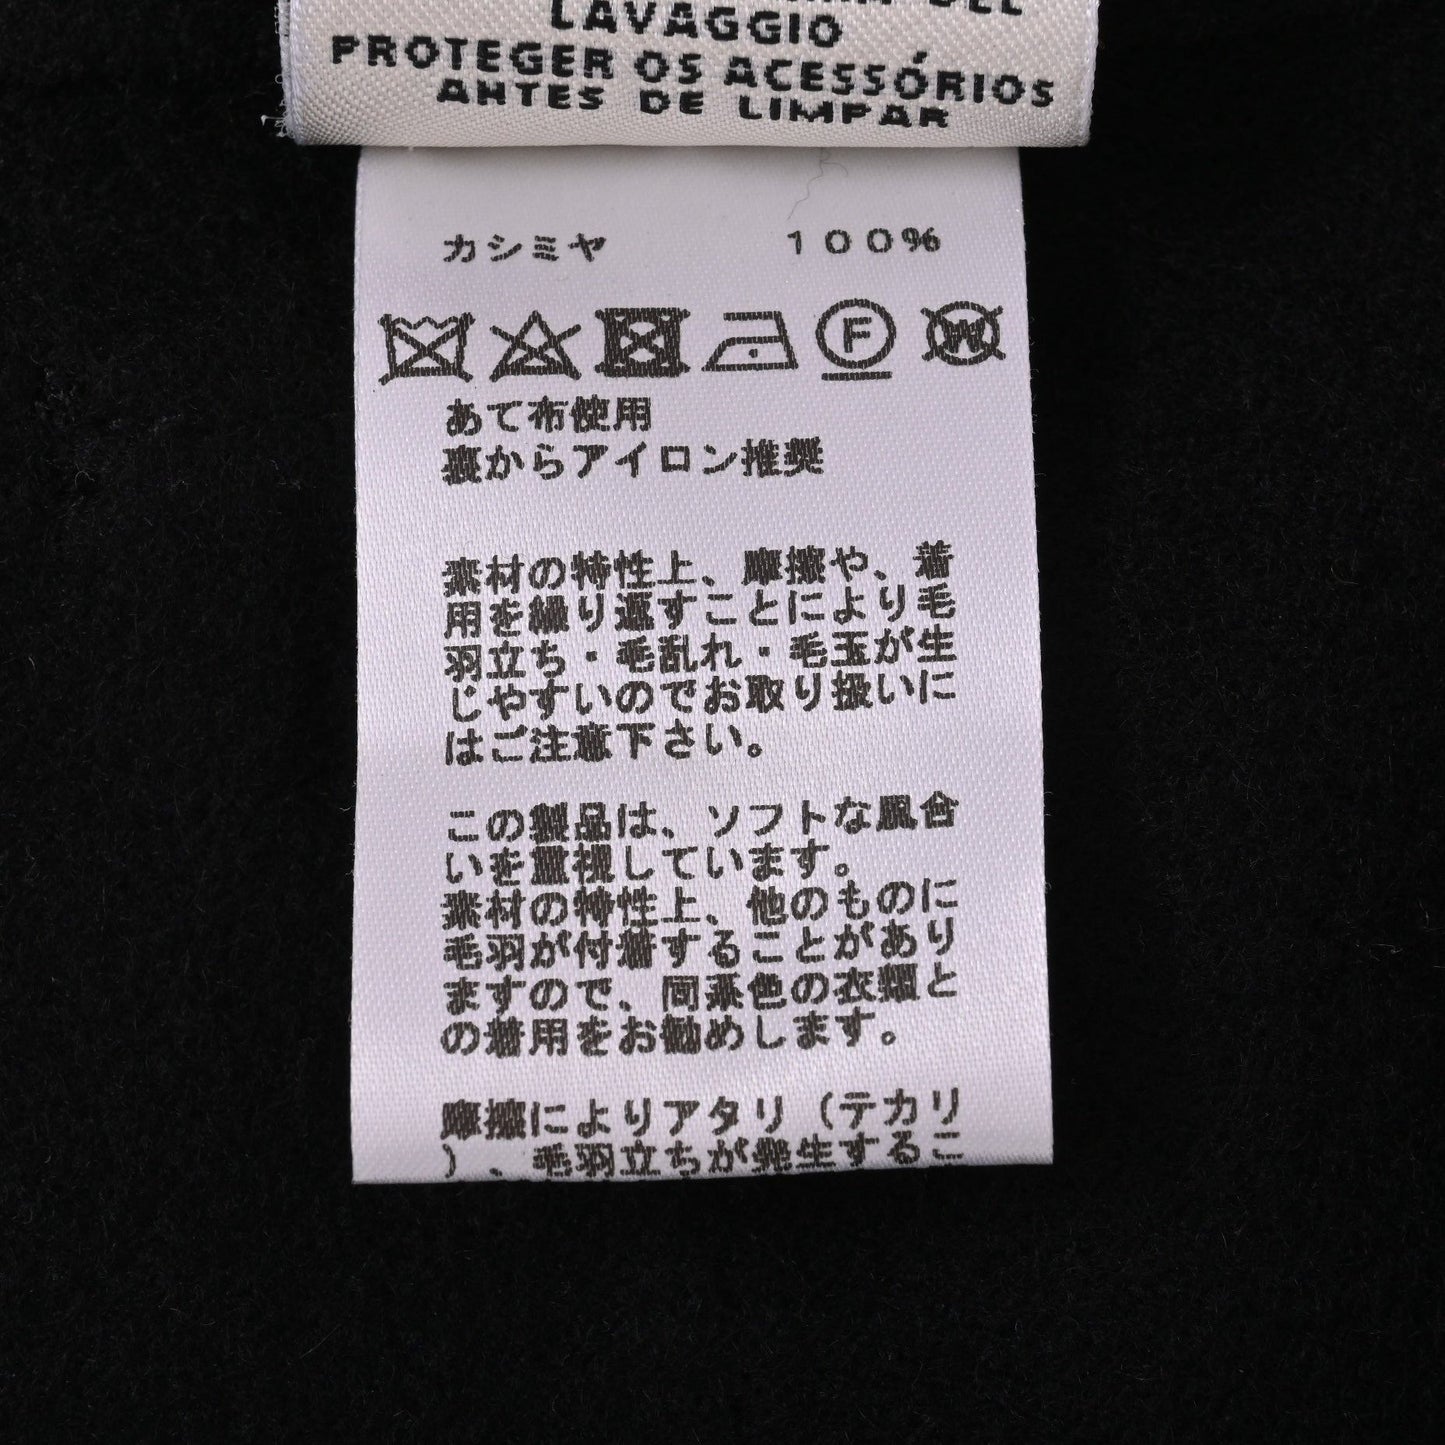 DEL
LAVAGGIO
PROTEGER OS ACESSÓRIOS
ANTES DE LIMPAR
カシミヤ 100%
F W
あて布使用
裏からアイロン推奨
素材の特性上、摩擦や、着
用を繰り返すことにより毛
羽立ち・毛乱れ・毛玉が生
じやすいのでお取り扱いに
はご注意下さい。
この製品は、ソフトな風合
いを重視しています。
素材の特性上、他のものに
毛羽が付着することがあり
ますので、同系色の衣類と
の着用をお勧めします。
摩擦によりアタリ（テカリ
）、毛羽立ちが発生するこ